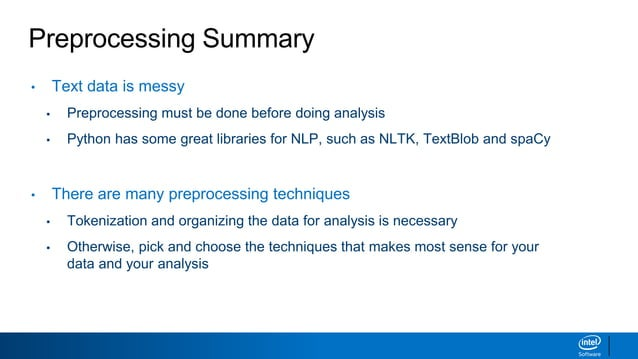 Preprocessing Summary
• Text data is messy
• Preprocessing must be done before doing analysis
• Python has some great libraries for NLP, such as NLTK, TextBlob and spaCy
• There are many preprocessing techniques
• Tokenization and organizing the data for analysis is necessary
• Otherwise, pick and choose the techniques that makes most sense for your
data and your analysis
intel
Software